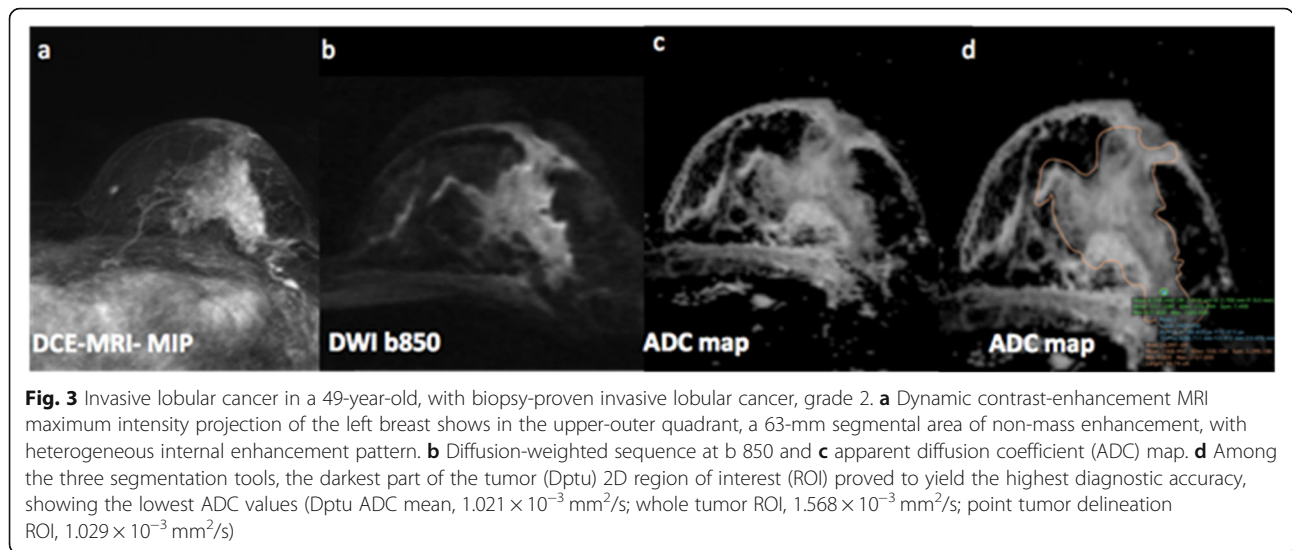 a
b
c
d
DCE-MRI- MIP
DWI b850
ADC map
ADC map
Fig. 3 Invasive lobular cancer in a 49-year-old, with biopsy-proven invasive lobular cancer, grade 2. a Dynamic contrast-enhancement MRI
maximum intensity projection of the left breast shows in the upper-outer quadrant, a 63-mm segmental area of non-mass enhancement, with
heterogeneous internal enhancement pattern. b Diffusion-weighted sequence at b 850 and c apparent diffusion coefficient (ADC) map. d Among
the three segmentation tools, the darkest part of the tumor (Dptu) 2D region of interest (ROI) proved to yield the highest diagnostic accuracy,
showing the lowest ADC values (Dptu ADC mean, 1.021 × 10⁻³ mm²/s; whole tumor ROI, 1.568 × 10⁻³ mm²/s; point tumor delineation
ROI, 1.029 × 10⁻³ mm²/s)